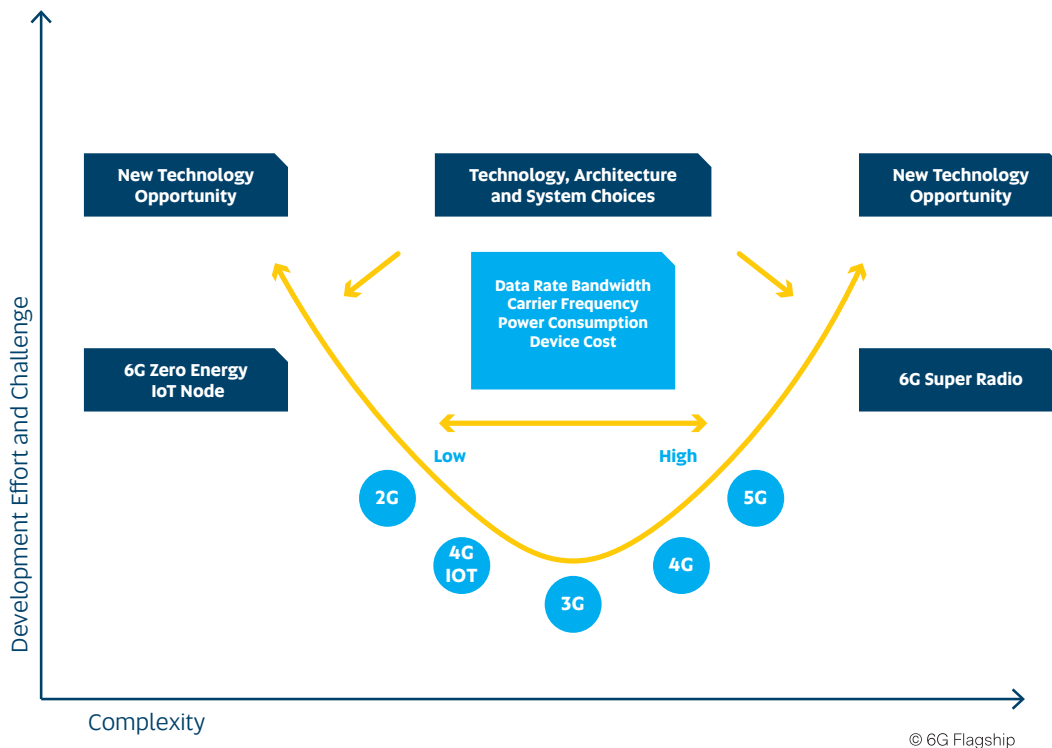 Development Effort and Challenge
New Technology
Opportunity
Technology, Architecture
and System Choices
New Technology
Opportunity
Data Rate Bandwidth
Carrier Frequency
Power Consumption
Device Cost
6G Zero Energy
IoT Node
6G Super Radio
Low
High
2G
5G
4G
IOT
4G
3G
Complexity
© 6G Flagship